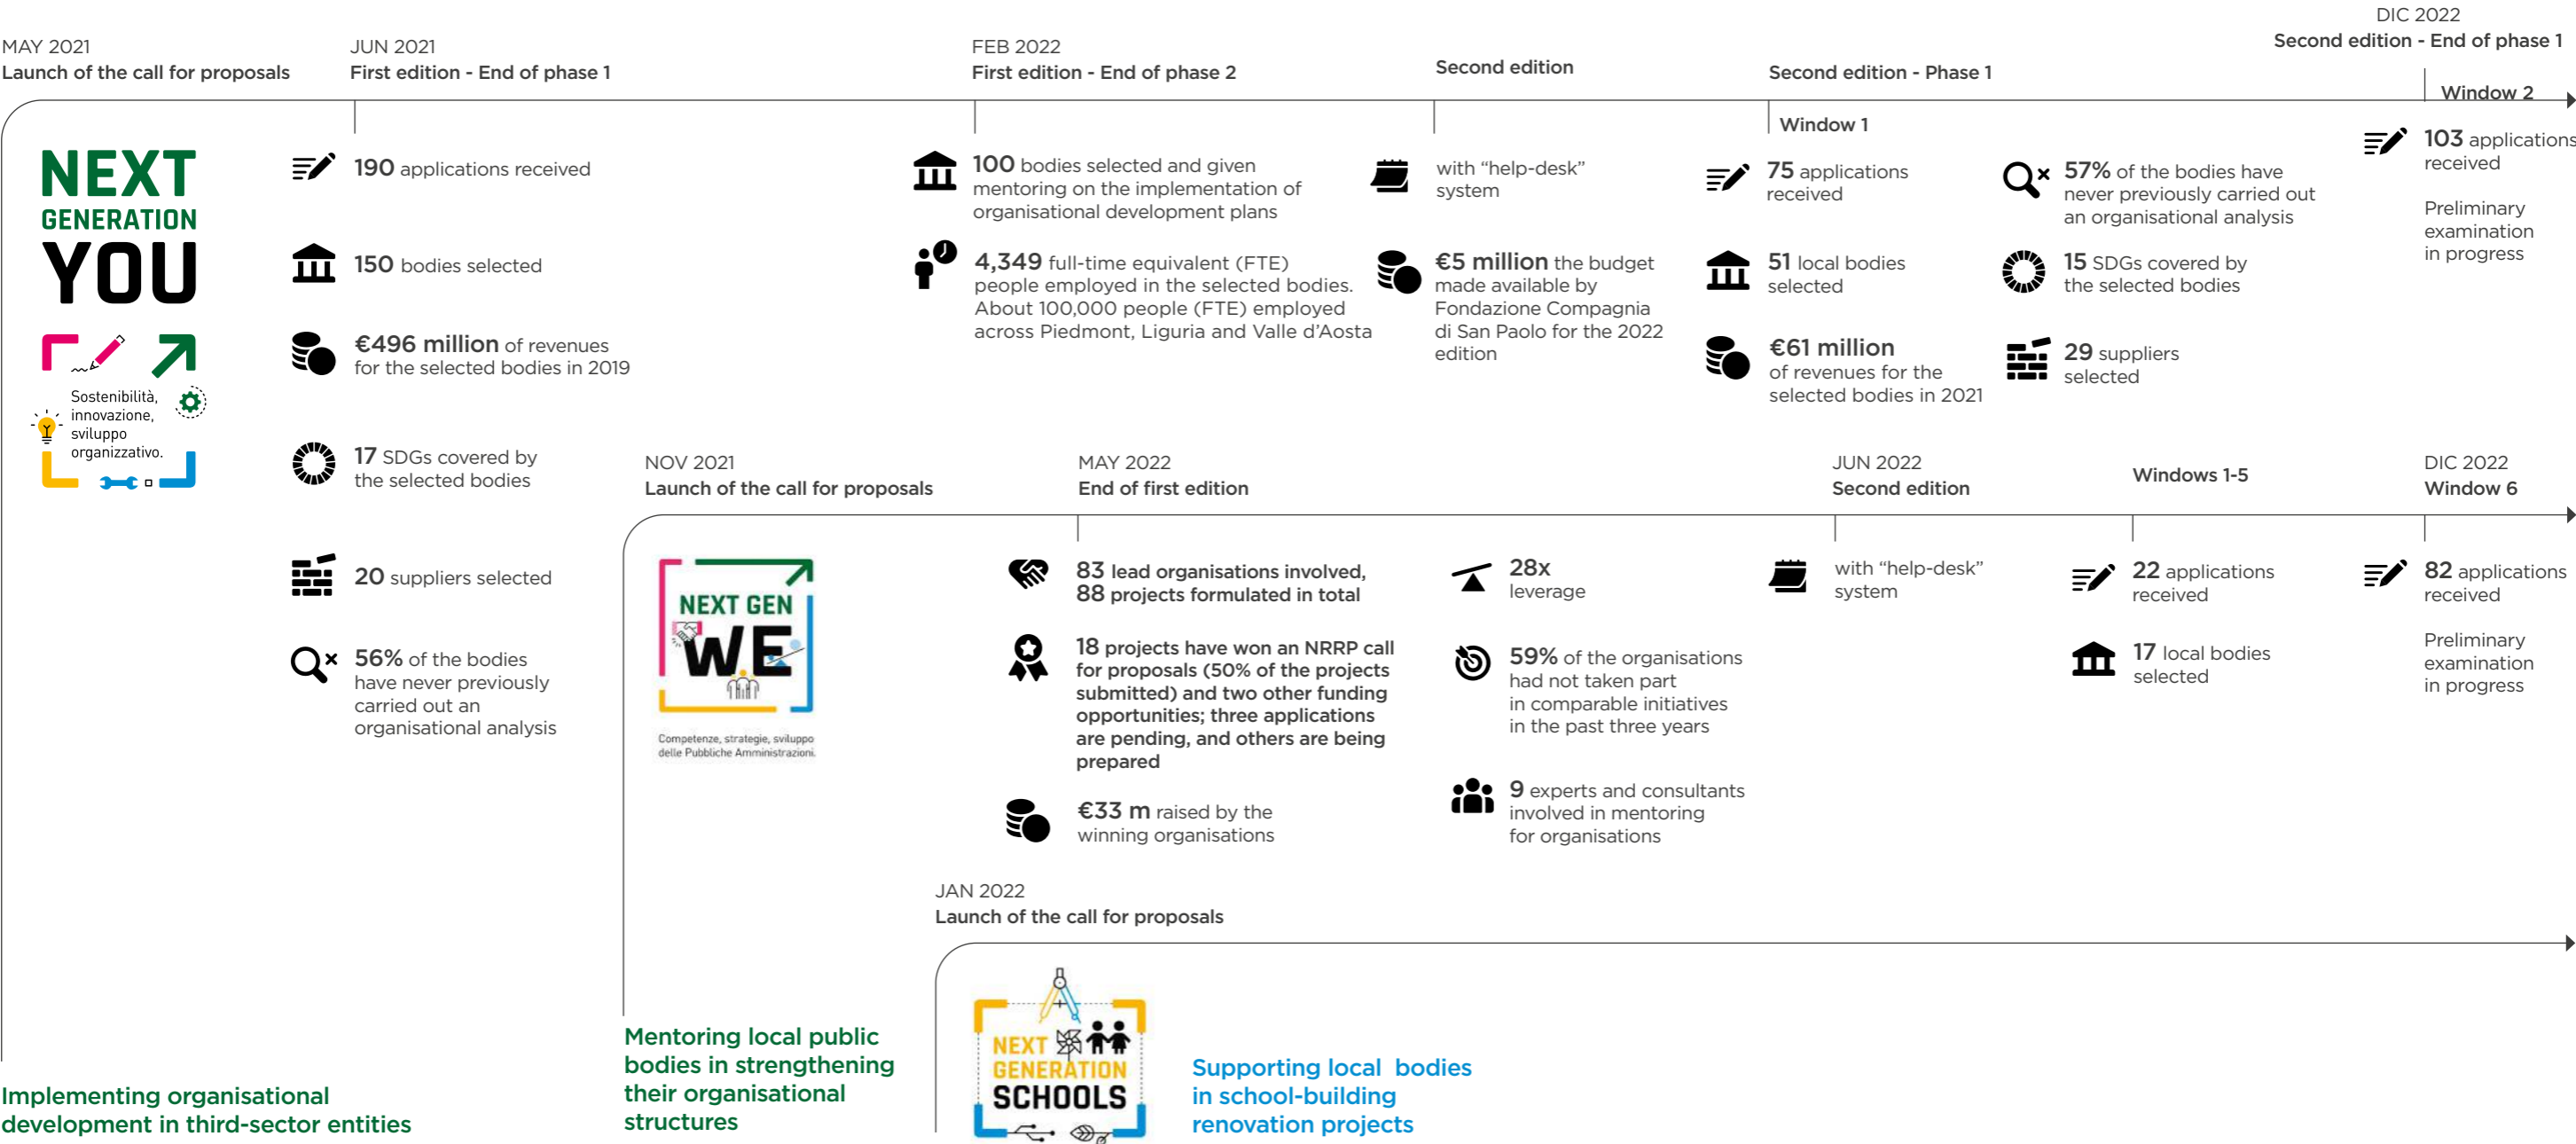 MAY 2021
Launch of the call for proposals
JUN 2021
First edition - End of phase 1
FEB 2022
First edition - End of phase 2
Second edition
Second edition - Phase 1
DIC 2022
Second edition - End of phase 1
Window 2
Window 1
NEXT
GENERATION
YOU
Sostenibilità,
innovazione,
sviluppo
organizzativo.
190 applications received
150 bodies selected
€496 million of revenues
for the selected bodies in 2019
17 SDGs covered by
the selected bodies
20 suppliers selected
56% of the bodies
have never previously
carried out an
organisational analysis
100 bodies selected and given
mentoring on the implementation of
organisational development plans
4,349 full-time equivalent (FTE)
people employed in the selected bodies.
About 100,000 people (FTE) employed
across Piedmont, Liguria and Valle d'Aosta
with “help-desk”
system
€5 million the budget
made available by
Fondazione Compagnia
di San Paolo for the 2022
edition
75 applications
received
51 local bodies
selected
€61 million
of revenues for the
selected bodies in 2021
57% of the bodies have
never previously carried out
an organisational analysis
15 SDGs covered by
the selected bodies
29 suppliers
selected
103 applications
received
Preliminary
examination
in progress
NOV 2021
Launch of the call for proposals
MAY 2022
End of first edition
JUN 2022
Second edition
Windows 1-5
DIC 2022
Window 6
NEXT GEN
WE
Competenze, strategie, sviluppo
delle Pubbliche Amministrazioni.
83 lead organisations involved,
88 projects formulated in total
18 projects have won an NRRP call
for proposals (50% of the projects
submitted) and two other funding
opportunities; three applications
are pending, and others are being
prepared
€33 m raised by the
winning organisations
28x
leverage
59% of the organisations
had not taken part
in comparable initiatives
in the past three years
9 experts and consultants
involved in mentoring
for organisations
with “help-desk”
system
22 applications
received
17 local bodies
selected
82 applications
received
Preliminary
examination
in progress
JAN 2022
Launch of the call for proposals
NEXT
GENERATION
SCHOOLS
Implementing organisational
development in third-sector entities
Mentoring local public
bodies in strengthening
their organisational
structures
Supporting local bodies
in school-building
renovation projects